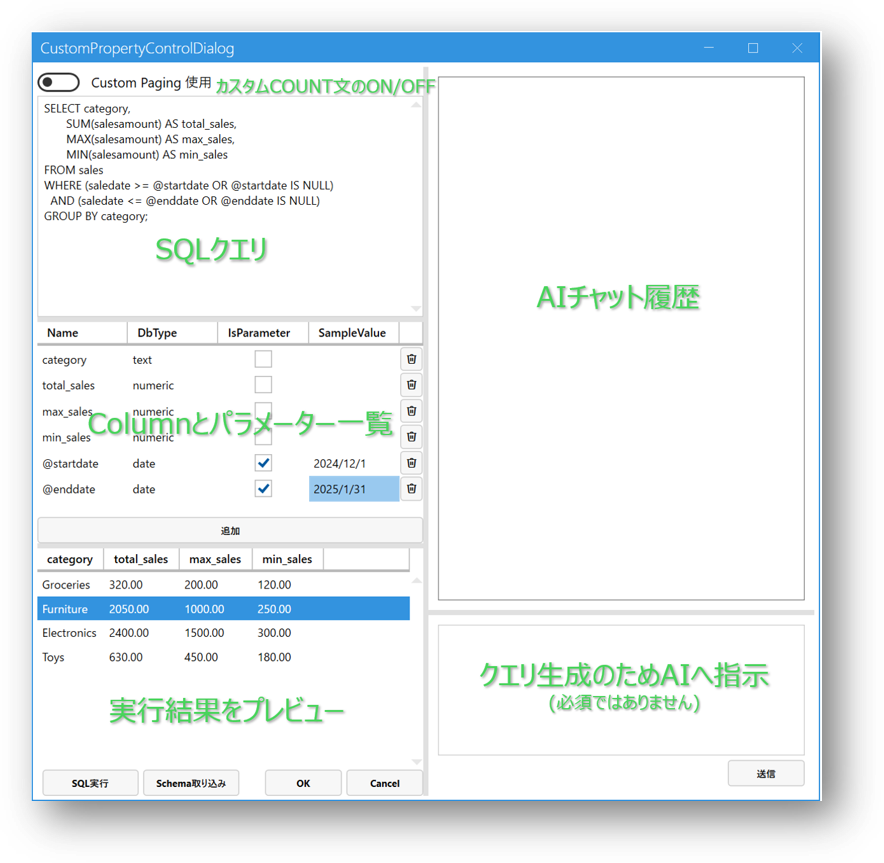 CustomPropertyControlDialog
Custom Paging 使用 カスタムCOUNT文のON/OFF
SELECT category,
SUM(salesamount) AS total_sales,
MAX(salesamount) AS max_sales,
MIN(salesamount) AS min_sales
FROM sales
WHERE (saledate >= @startdate OR @startdate IS NULL)
AND (saledate <= @enddate OR @enddate IS NULL)
GROUP BY category;
SQLクエリ
Name DbType IsParameter SampleValue
category text
total_sales numeric
max_sales numeric
Columnとパラメーター一覧
min_sales numeric
@startdate date 2024/12/1
@enddate date 2025/1/31
追加
category total_sales max_sales min_sales
Groceries 320.00 200.00 120.00
Furniture 2050.00 1000.00 250.00
Electronics 2400.00 1500.00 300.00
Toys 630.00 450.00 180.00
実行結果をプレビュー
SQL実行 Schema取り込み OK Cancel
AIチャット履歴
クエリ生成のためAIへ指示
(必須ではありません)
送信